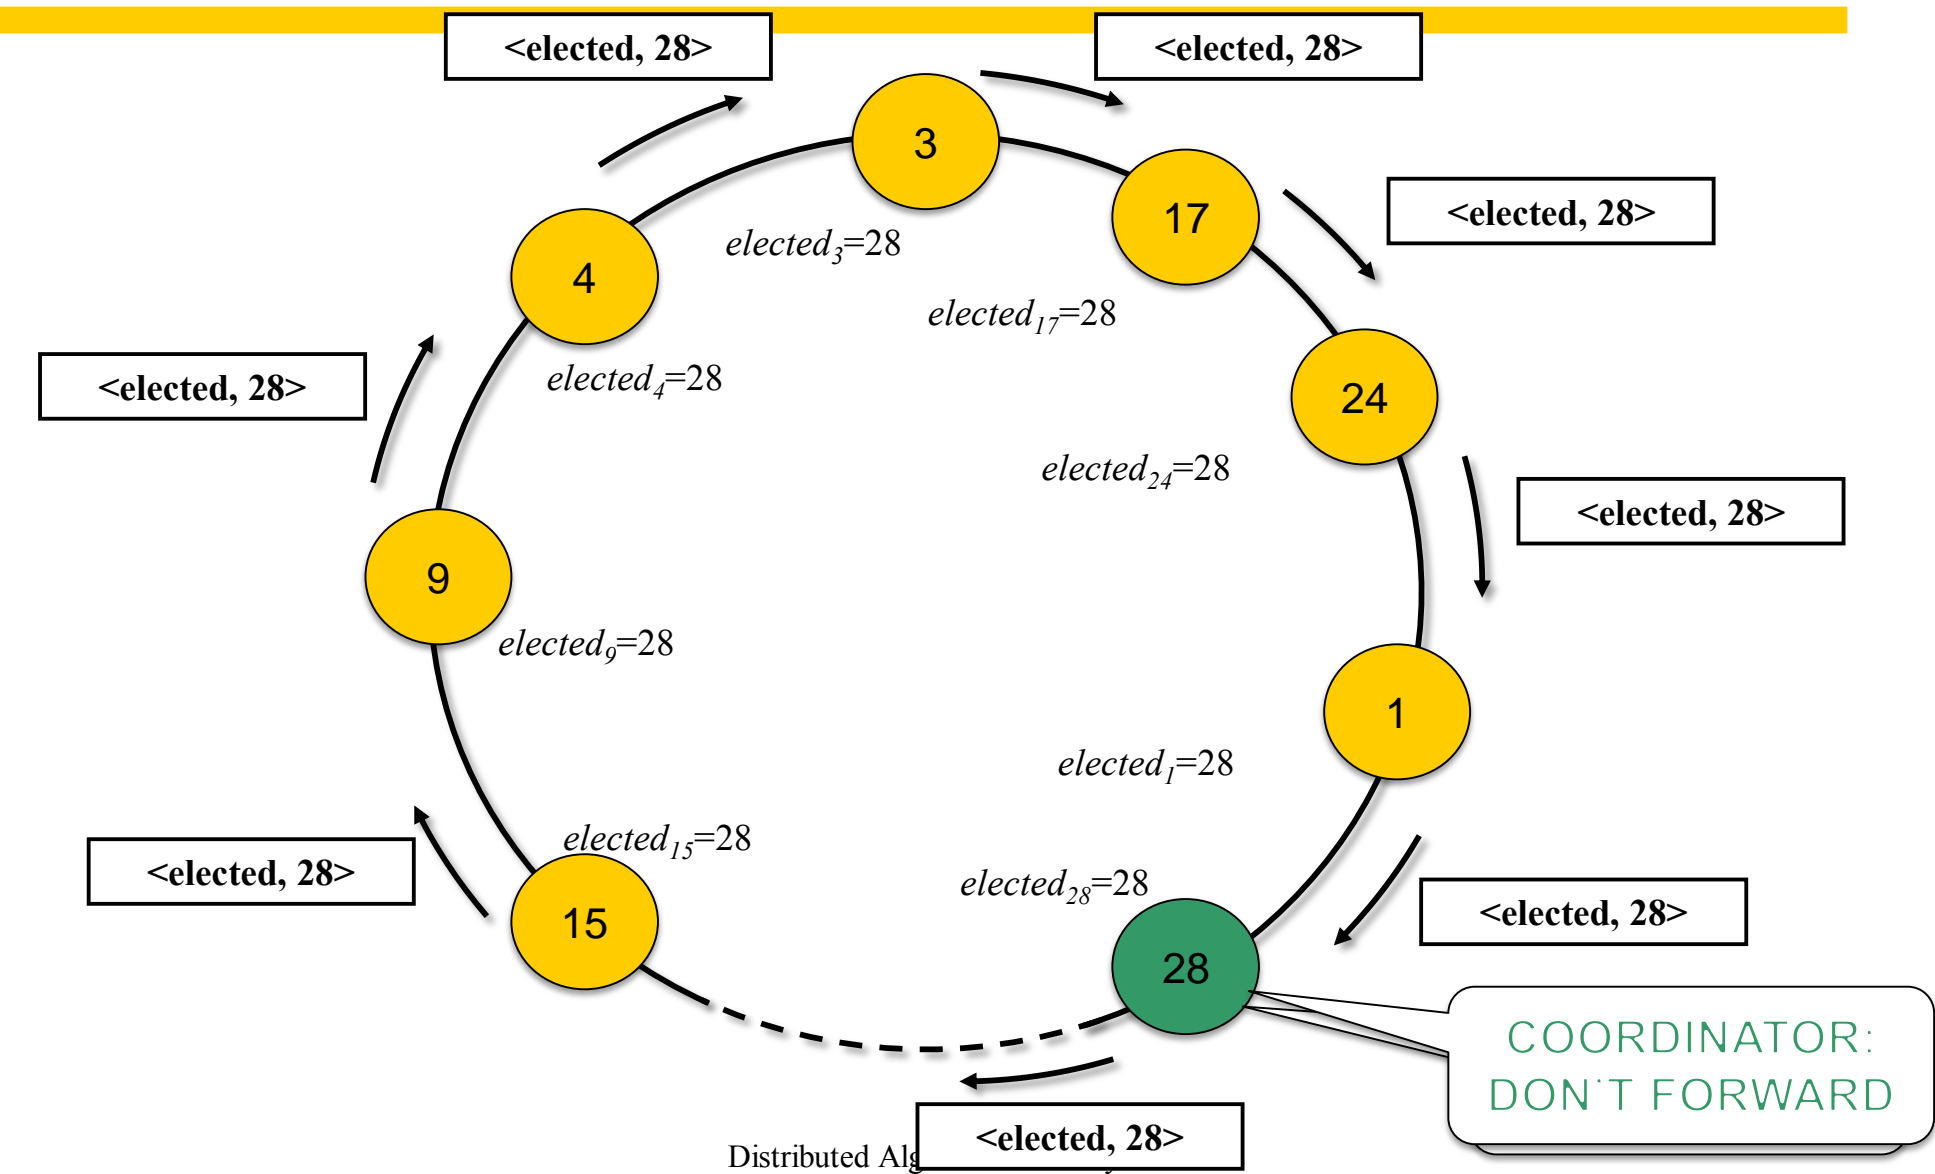 <elected, 28>
<elected, 28>
3
17
<elected, 28>
elected3=28
4
elected17=28
<elected, 28>
elected4=28
24
elected24=28
<elected, 28>
9
elected9=28
1
elected1=28
elected15=28
<elected, 28>
elected28=28
15
<elected, 28>
28
COORDINATOR:
DON'T FORWARD
<elected, 28>
Distributed